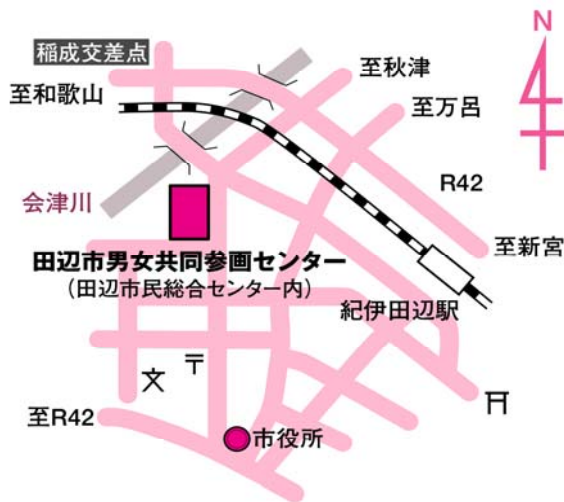 N
稲成交差点
至秋津
至和歌山
至万呂
R42
会津川
至新宮
田辺市男女共同参画センター
（田辺市民総合センター内）
紀伊田辺駅
〒
文
至R42
市役所